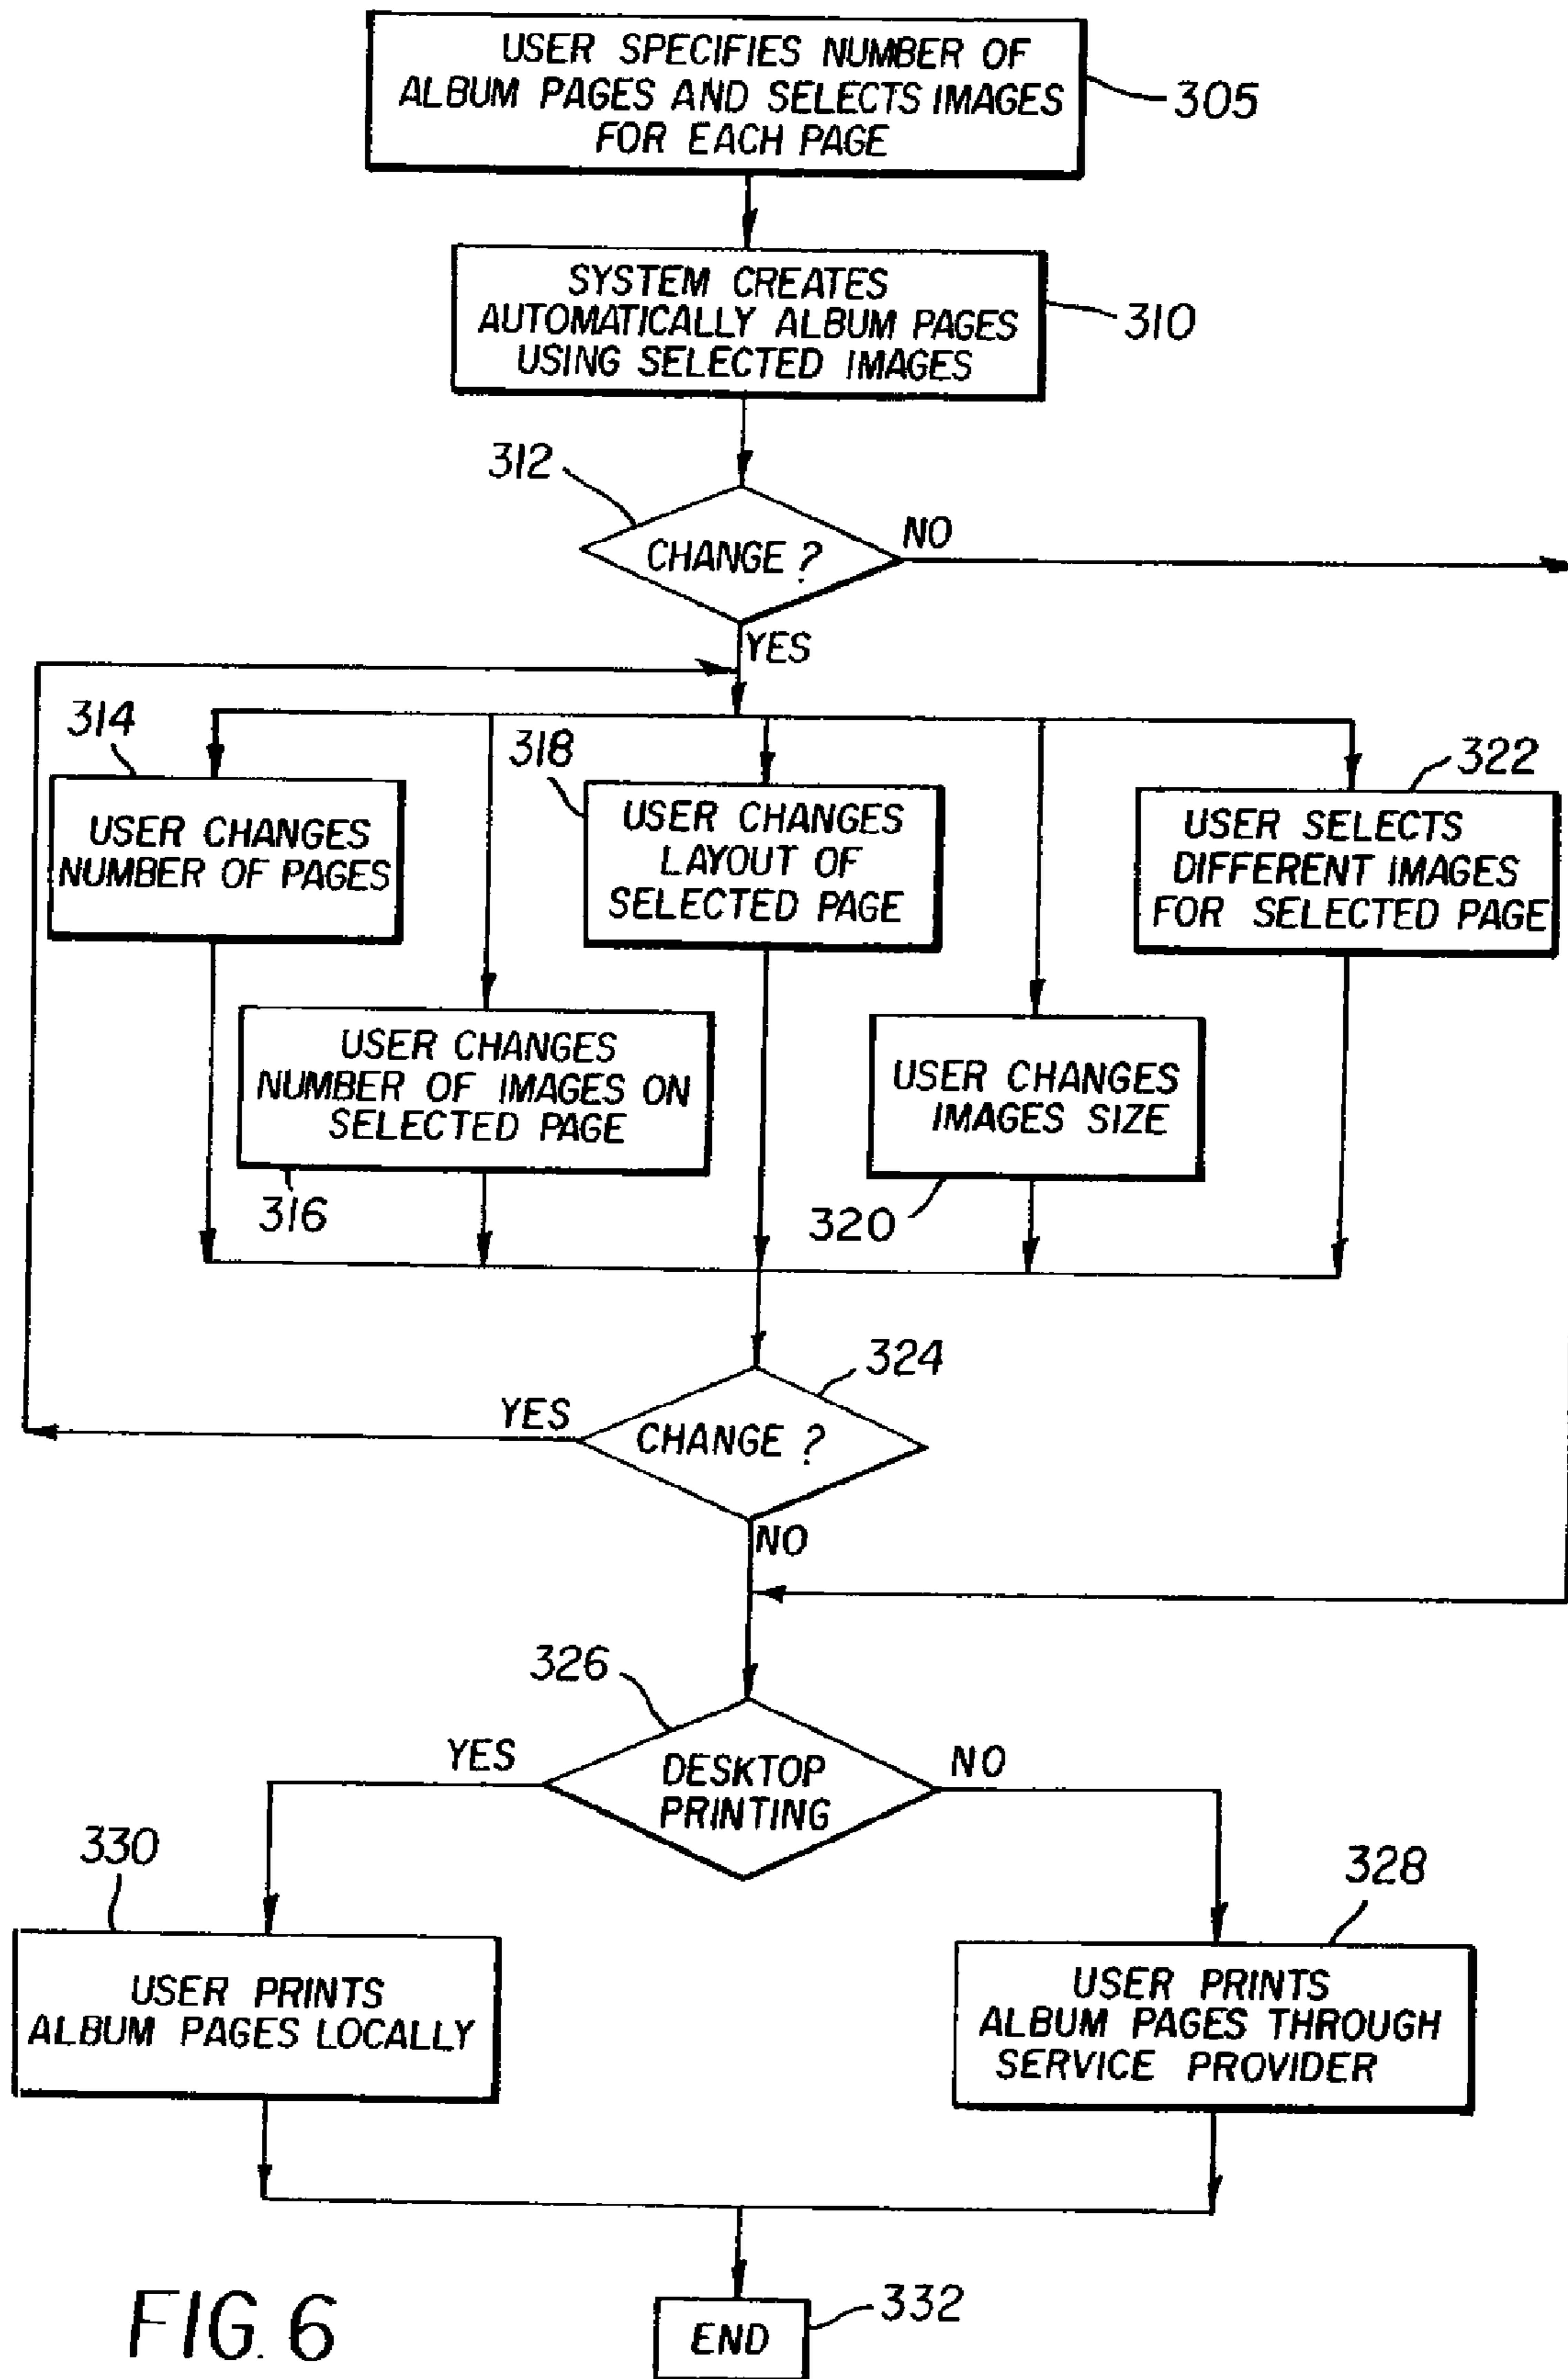 USER SPECIFIES NUMBER OF
ALBUM PAGES AND SELECTS IMAGES
FOR EACH PAGE
305
SYSTEM CREATES
AUTOMATICALLY ALBUM PAGES
USING SELECTED IMAGES
310
312
CHANGE ?
NO
YES
314
USER CHANGES
NUMBER OF PAGES
318
USER CHANGES
LAYOUT OF
SELECTED PAGE
322
USER SELECTS
DIFFERENT IMAGES
FOR SELECTED PAGE
USER CHANGES
NUMBER OF IMAGES ON
SELECTED PAGE
316
USER CHANGES
IMAGES SIZE
320
324
YES
CHANGE ?
NO
326
YES
DESKTOP
PRINTING
NO
330
USER PRINTS
ALBUM PAGES LOCALLY
328
USER PRINTS
ALBUM PAGES THROUGH
SERVICE PROVIDER
END
332
FIG. 6